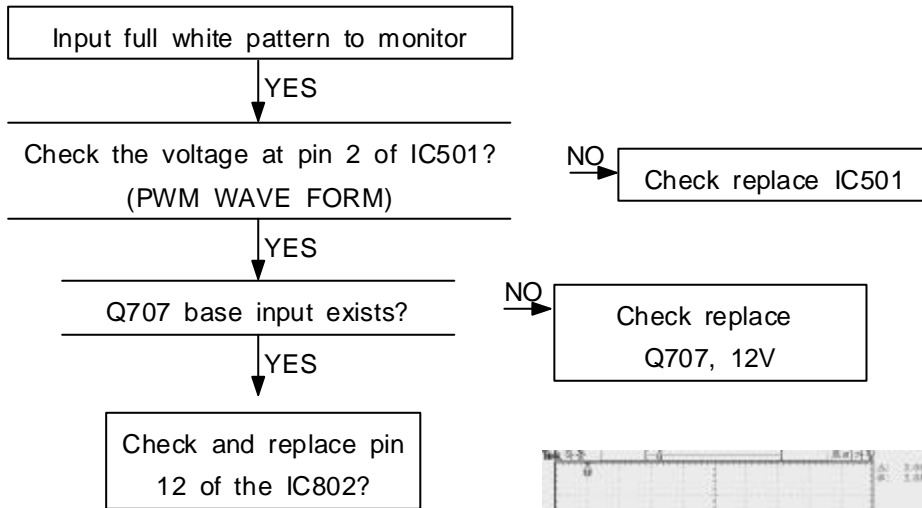 Input full white pattern to monitor
YES
Check the voltage at pin 2 of IC501?
(PWM WAVE FORM)
NO
Check replace IC501
YES
Q707 base input exists?
NO
Check replace
Q707, 12V
YES
Check and replace pin
12 of the IC802?